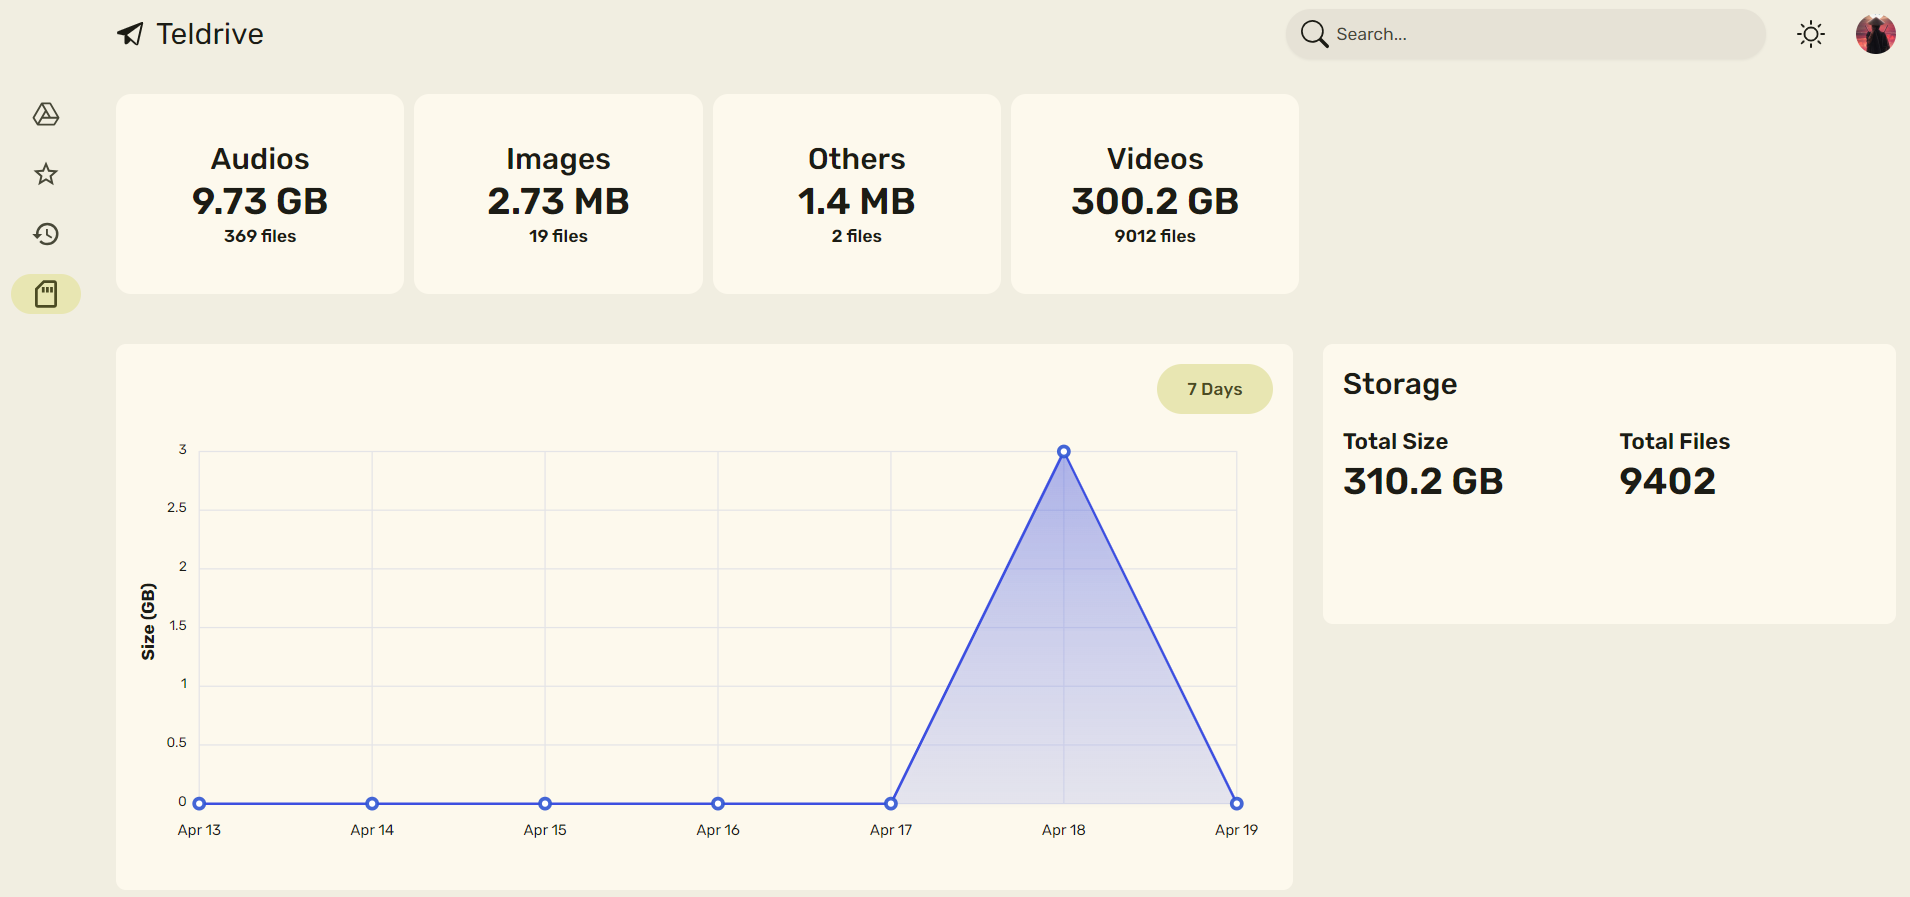 Teldrive
Search...
Audios
9.73 GB
369 files
Images
2.73 MB
19 files
Others
1.4 MB
2 files
Videos
300.2 GB
9012 files
7 Days
Size (GB)
3
2.5
2
1.5
1
0.5
0
Apr 13
Apr 14
Apr 15
Apr 16
Apr 17
Apr 18
Apr 19
Storage
Total Size
310.2 GB
Total Files
9402